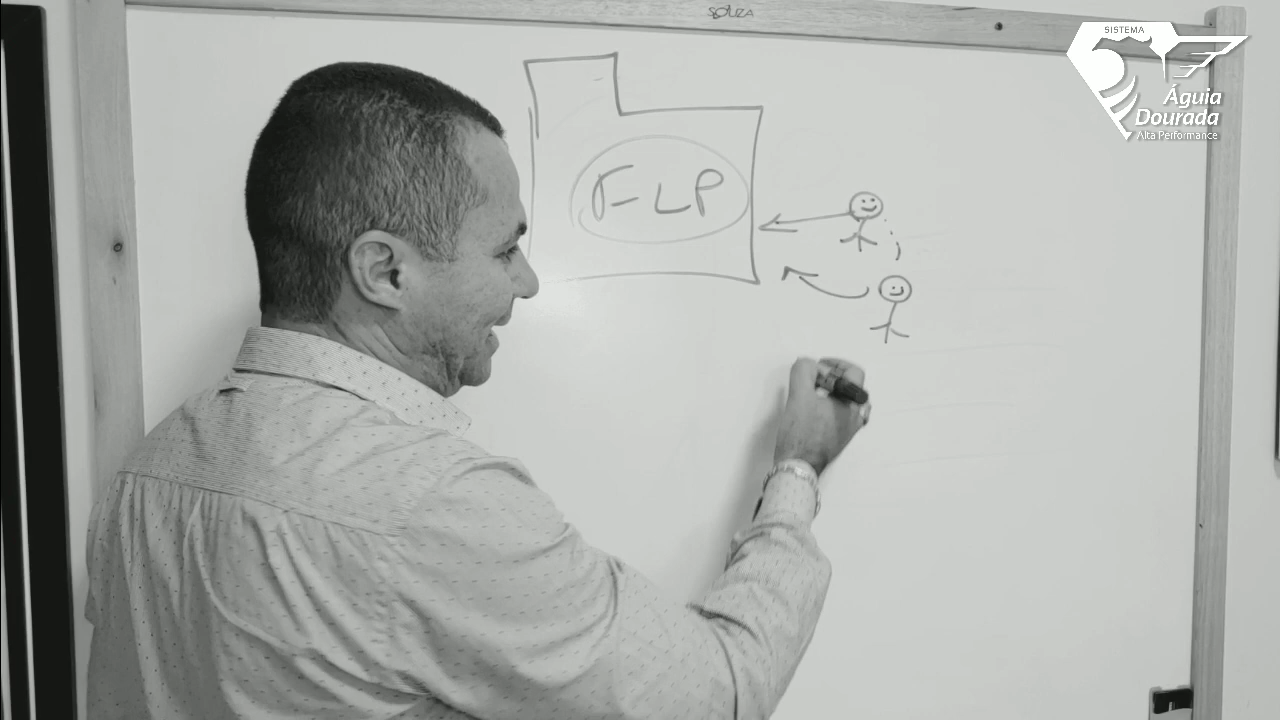 SOUZA
SISTEMA
Águia
Dourada
Alta Performance
F-LP